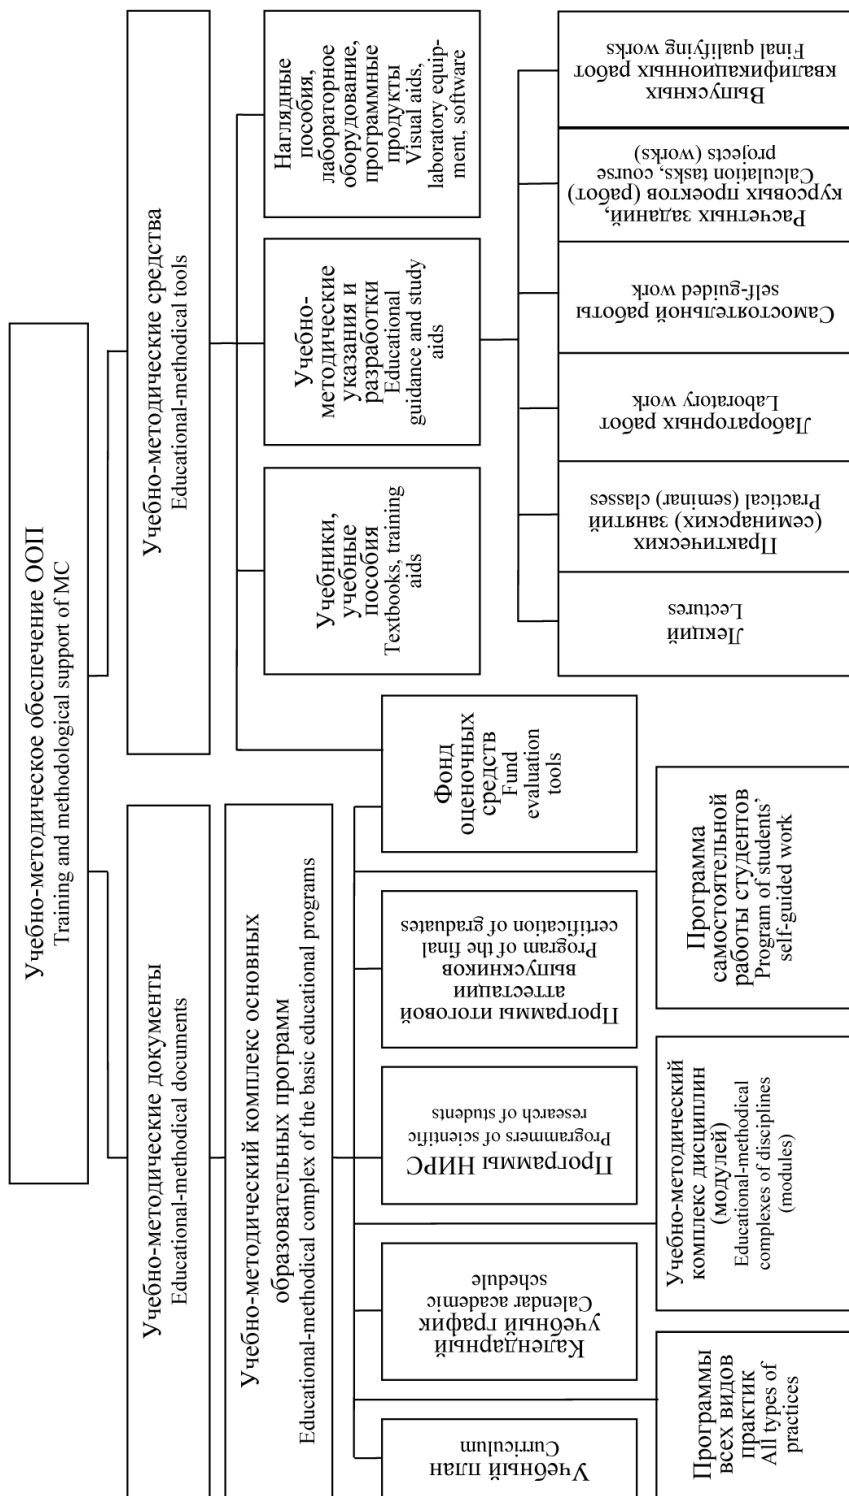 Учебно-методическое обеспечение ООП
Training and methodological support of MC
Учебно-методические документы
Educational-methodical documents
Учебно-методические средства
Educational-methodical tools
Учебно-методический комплекс основных
образовательных программ
Educational-methodical complex of the basic educational programs
Учебный план
Curriculum
Календарный
учебный график
Calendar academic
schedule
Программы НИРС
Programmers of scientific
research of students
Программы итоговой
аттестации
выпускников
Program of the final
certification of graduates
Фонд
оценочных
средств
Fund
evaluation
tools
Программы
всех видов
практик
All types of
practices
Учебно-методический
комплекс дисциплин
(модулей)
Educational-methodical
complexes of disciplines
(modules)
Программа
самостоятельной
работы студентов
Program of students’
self-guided work
Учебники,
учебные
пособия
Textbooks, training
aids
Учебно-
методические
указания и
разработки
Educational
guidance and study
aids
Наглядные
пособия,
лабораторное
оборудование,
программные
продукты
Visual aids,
laboratory equip-
ment, software
Лекций
Lectures
Практических
(семинарских) занятий
Practical (seminar) classes
Лабораторных работ
Laboratory work
Самостоятельной работы
self-guided work
Расчетных заданий,
курсовых проектов (работ)
Calculation tasks, course
projects (works)
Выпускных
квалификационных работ
Final qualifying works